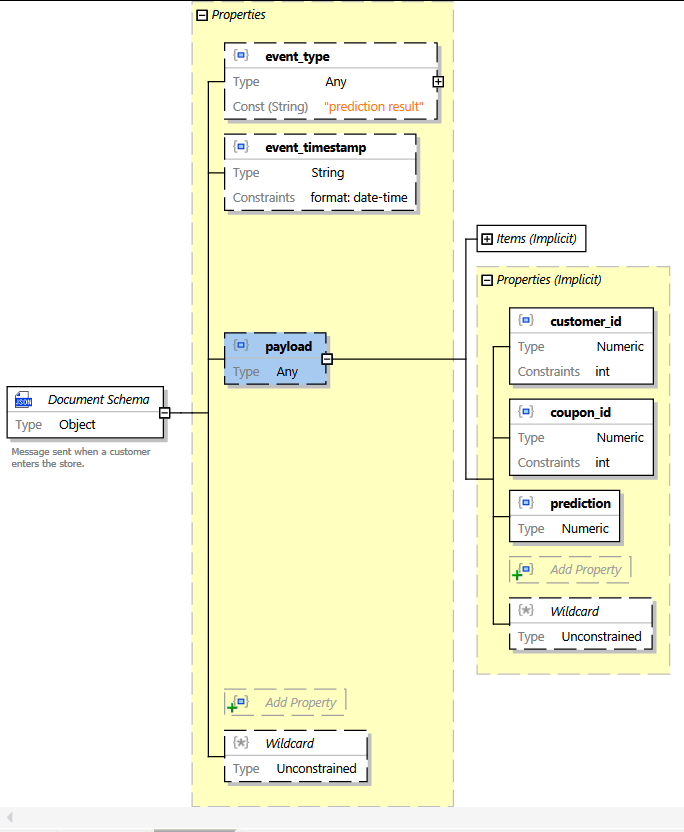 Properties
event_type
Type Any
Const (String) "prediction result"
event_timestamp
Type String
Constraints format: date-time
payload
Type Any
Items (Implicit)
Properties (Implicit)
customer_id
Type Numeric
Constraints int
coupon_id
Type Numeric
Constraints int
prediction
Type Numeric
Add Property
Wildcard
Type Unconstrained
JSON Document Schema
Type Object
Message sent when a customer
enters the store.
Add Property
Wildcard
Type Unconstrained